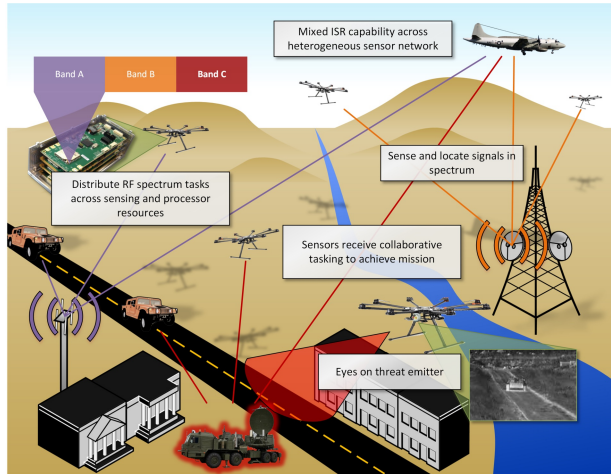 Mixed ISR capability across
heterogeneous sensor network
Band A
Band B
Band C
Sense and locate signals in
spectrum
Distribute RF spectrum tasks
across sensing and processor
resources
Sensors receive collaborative
tasking to achieve mission
Eyes on threat emitter